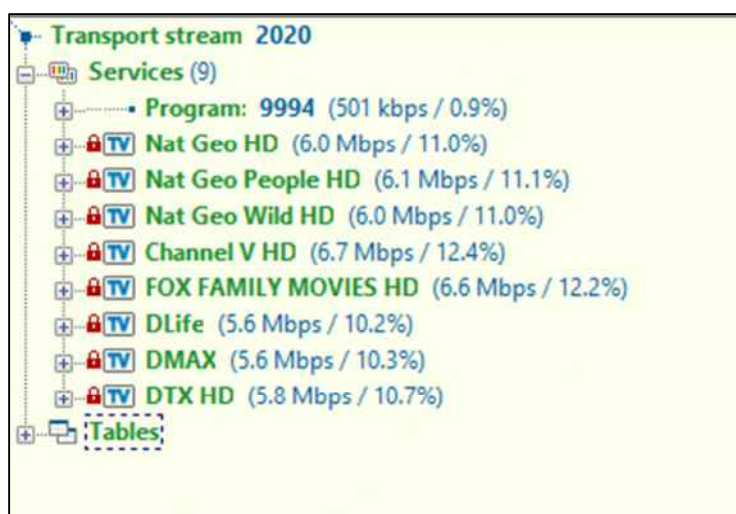 Transport stream 2020
Services (9)
Program: 9994 (501 kbps / 0.9%)
TV Nat Geo HD (6.0 Mbps / 11.0%)
TV Nat Geo People HD (6.1 Mbps / 11.1%)
TV Nat Geo Wild HD (6.0 Mbps / 11.0%)
TV Channel V HD (6.7 Mbps / 12.4%)
TV FOX FAMILY MOVIES HD (6.6 Mbps / 12.2%)
TV DLife (5.6 Mbps / 10.2%)
TV DMAX (5.6 Mbps / 10.3%)
TV DTX HD (5.8 Mbps / 10.7%)
Tables